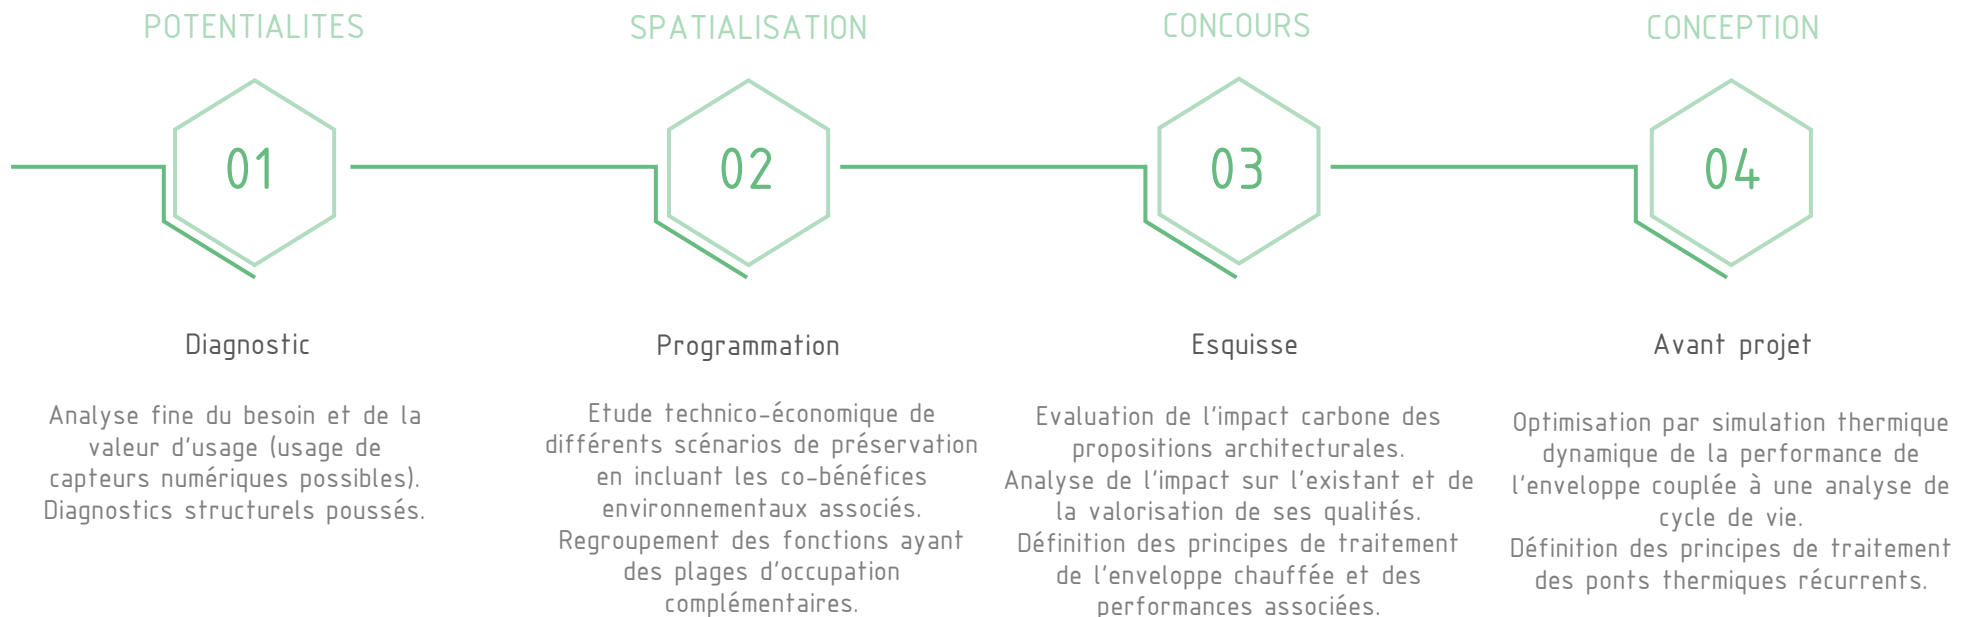 POTENTIALITES
01
Diagnostic
Analyse fine du besoin et de la
valeur d'usage (usage de
capteurs numériques possibles).
Diagnostics structurels poussés.
SPATIALISATION
02
Programmation
Etude technico-économique de
différents scénarios de préservation
en incluant les co-bénéfices
environnementaux associés.
Regroupement des fonctions ayant
des plages d'occupation
complémentaires.
CONCOURS
03
Esquisse
Evaluation de l'impact carbone des
propositions architecturales.
Analyse de l'impact sur l'existant et de
la valorisation de ses qualités.
Définition des principes de traitement
de l'enveloppe chauffée et des
performances associées.
CONCEPTION
04
Avant projet
Optimisation par simulation thermique
dynamique de la performance de
l'enveloppe couplée à une analyse de
cycle de vie.
Définition des principes de traitement
des ponts thermiques récurrents.